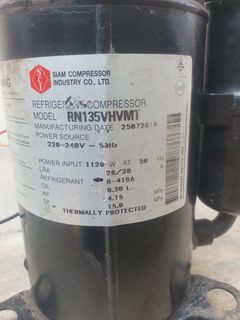 SIAM COMPRESSOR
INDUSTRY CO., LTD.
REFRIGERANT COMPRESSOR
MODEL RN135VHVMT
MANUFACTURING DATE 25072016
POWER SOURCE
220-240V ~ 50Hz
POWER INPUT 1120 W AT 50 Hz
LRA 26/28 A
REFRIGERANT R-410A
OIL 0.30 L
4.15
15.0
THERMALLY PROTECTED